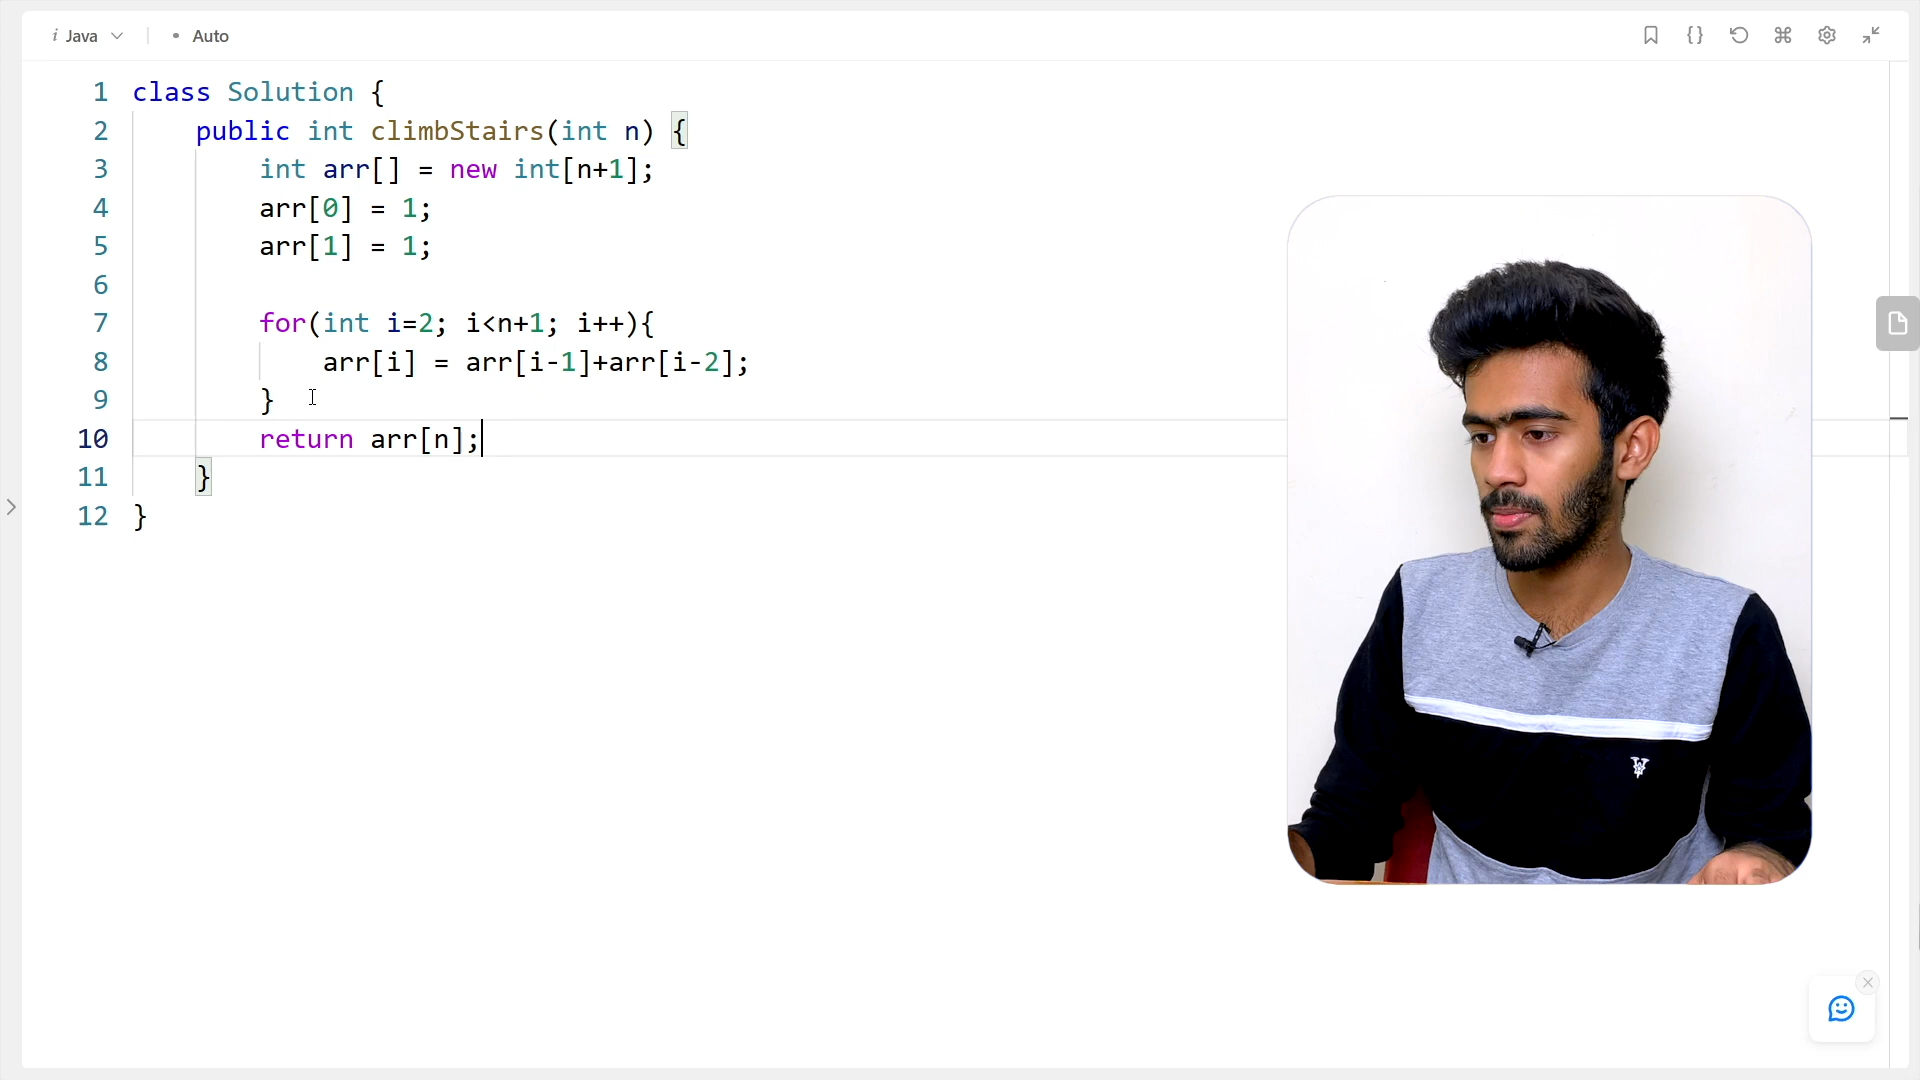 i Java • Auto
1 class Solution {
2 public int climbStairs(int n) {
3 int arr[] = new int[n+1];
4 arr[0] = 1;
5 arr[1] = 1;
6
7 for(int i=2; i<n+1; i++){
8 arr[i] = arr[i-1]+arr[i-2];
9 }
10 return arr[n];
11 }
12 }